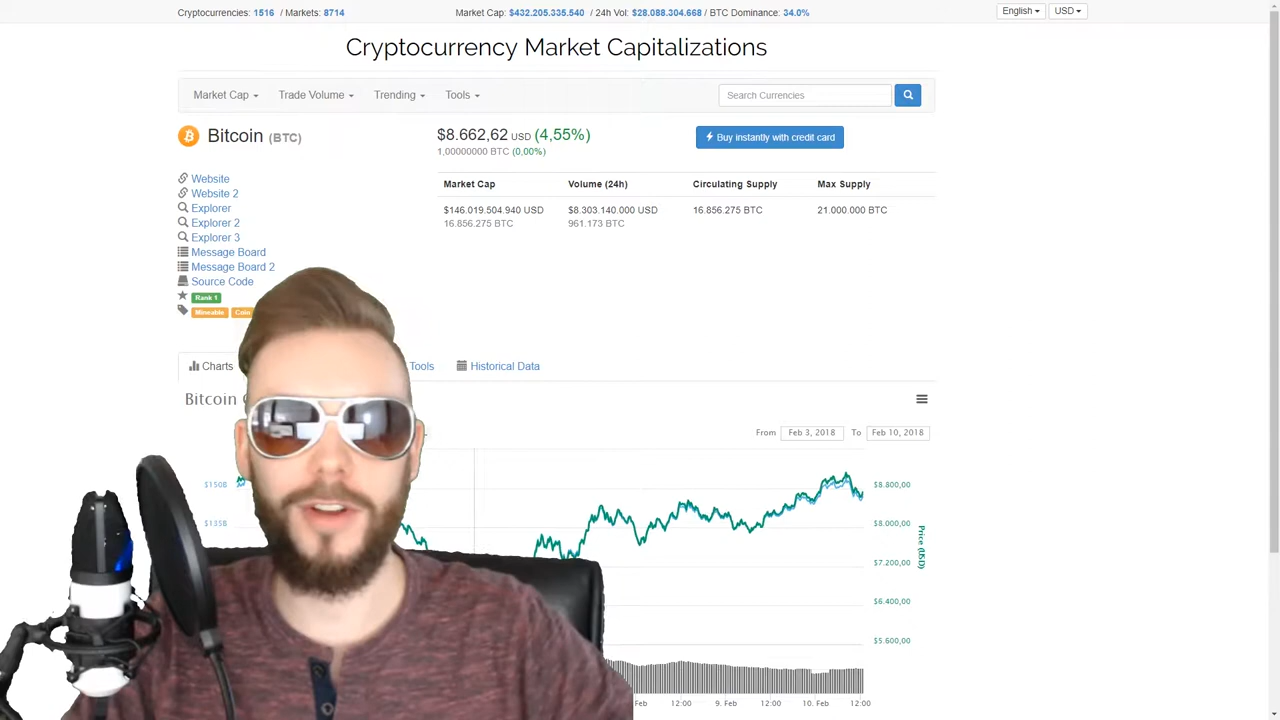 Cryptocurrencies: 1516 / Markets: 8714 Market Cap: $432.205.335.540 / 24h Vol: $28.088.304.668 / BTC Dominance: 34.0% English USD
Cryptocurrency Market Capitalizations
Market Cap Trade Volume Trending Tools Search Currencies
Bitcoin (BTC) $8.662,62 USD (4,55%) Buy instantly with credit card
1,00000000 BTC (0,00%)
Website
Website 2
Explorer
Explorer 2
Explorer 3
Message Board
Message Board 2
Source Code
Rank 1
Mineable Coin
Market Cap Volume (24h) Circulating Supply Max Supply
$146.019.504.940 USD $8.303.140.000 USD 16.856.275 BTC 21.000.000 BTC
16.856.275 BTC 961.173 BTC
Charts Tools Historical Data
Bitcoin
From Feb 3, 2018 To Feb 10, 2018
$150B $8.800,00
$135B $8.000,00
$7.200,00
$6.400,00
$5.600,00
Price (USD)
Feb 12:00 9. Feb 12:00 10. Feb 12:00